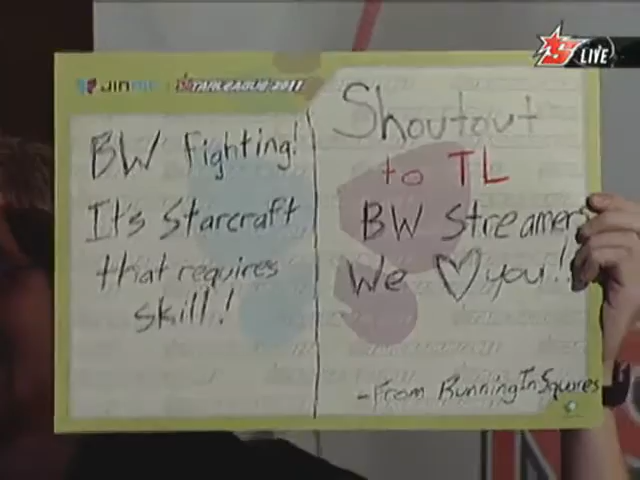 LIVE
JINAIR STARLEAGUE 2011
BW Fighting!
It's Starcraft
that requires
skill!
Shoutout
to TL
BW Streamers
We ♡ you!!
-From RunningInSquares